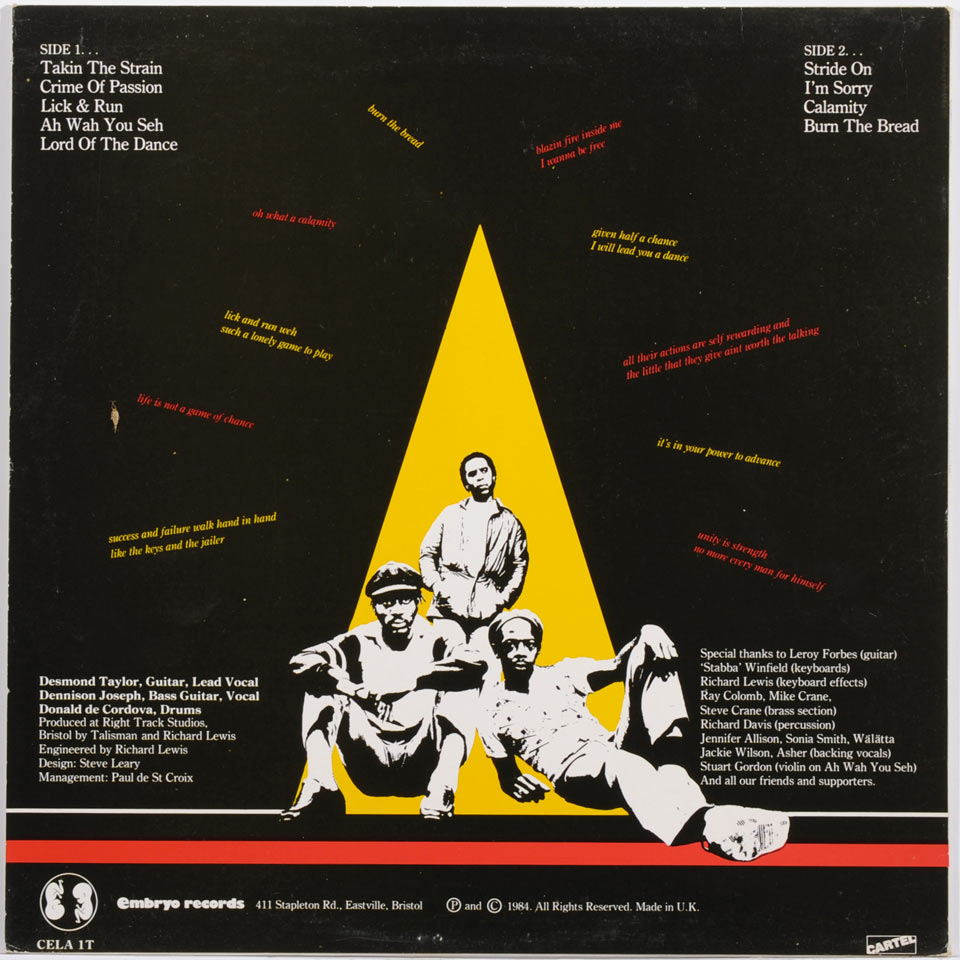 SIDE 1. . .
Takin The Strain
Crime Of Passion
Lick & Run
Ah Wah You Seh
Lord Of The Dance
SIDE 2. . .
Stride On
I'm Sorry
Calamity
Burn The Bread
burn the bread
blazin fire inside me
I wanna be free
oh what a calamity
given half a chance
I will lead you a dance
lick and run weh
such a lonely game to play
all their actions are self rewarding and
the little that they give aint worth the talking
life is not a game of chance
it's in your power to advance
success and failure walk hand in hand
like the keys and the jailer
unity is strength
no more every man for himself
Desmond Taylor, Guitar, Lead Vocal
Dennison Joseph, Bass Guitar, Vocal
Donald de Cordova, Drums
Produced at Right Track Studios,
Bristol by Talisman and Richard Lewis
Engineered by Richard Lewis
Design: Steve Leary
Management: Paul de St Croix
Special thanks to Leroy Forbes (guitar)
'Stabba' Winfield (keyboards)
Richard Lewis (keyboard effects)
Ray Colomb, Mike Crane,
Steve Crane (brass section)
Richard Davis (percussion)
Jennifer Allison, Sonia Smith, Wälätta
Jackie Wilson, Asher (backing vocals)
Stuart Gordon (violin on Ah Wah You Seh)
And all our friends and supporters.
embryo records 411 Stapleton Rd., Eastville, Bristol ℗ and © 1984. All Rights Reserved. Made in U.K.
CELA 1T
CARTEL